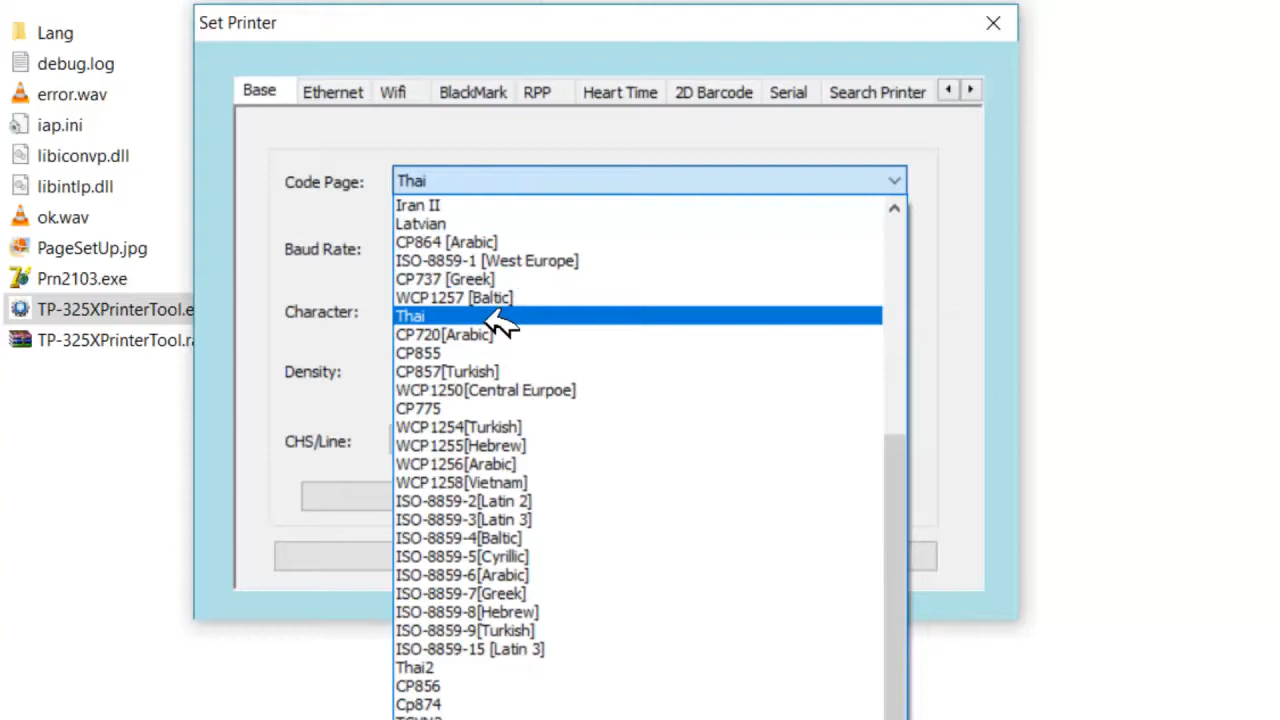 Set Printer
Lang
debug.log
error.wav
iap.ini
libiconvp.dll
libintlp.dll
ok.wav
PageSetUp.jpg
Prn2103.exe
TP-325XPrinterTool.e
TP-325XPrinterTool.ra
Base Ethernet Wifi BlackMark RPP Heart Time 2D Barcode Serial Search Printer
Code Page: Thai
Baud Rate:
Character:
Density:
CHS/Line:
Iran II
Latvian
CP864 [Arabic]
ISO-8859-1 [West Europe]
CP737 [Greek]
WCP1257 [Baltic]
Thai
CP720[Arabic]
CP855
CP857[Turkish]
WCP1250[Central Eurpoe]
CP775
WCP1254[Turkish]
WCP1255[Hebrew]
WCP1256[Arabic]
WCP1258[Vietnam]
ISO-8859-2[Latin 2]
ISO-8859-3[Latin 3]
ISO-8859-4[Baltic]
ISO-8859-5[Cyrillic]
ISO-8859-6[Arabic]
ISO-8859-7[Greek]
ISO-8859-8[Hebrew]
ISO-8859-9[Turkish]
ISO-8859-15 [Latin 3]
Thai2
CP856
Cp874